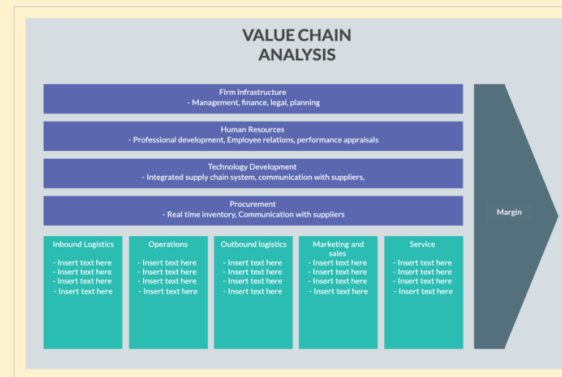 VALUE CHAIN
ANALYSIS
Firm Infrastructure
- Management, finance, legal, planning
Human Resources
- Professional development, Employee relations, performance appraisals
Technology Development
- Integrated supply chain system, communication with suppliers,
Procurement
- Real time inventory, Communication with suppliers
Margin
Inbound Logistics
- Insert text here
- Insert text here
- Insert text here
- Insert text here
Operations
- Insert text here
- Insert text here
- Insert text here
- Insert text here
Outbound logistics
- Insert text here
- Insert text here
- Insert text here
- Insert text here
Marketing and
sales
- Insert text here
- Insert text here
- Insert text here
- Insert text here
Service
- Insert text here
- Insert text here
- Insert text here
- Insert text here